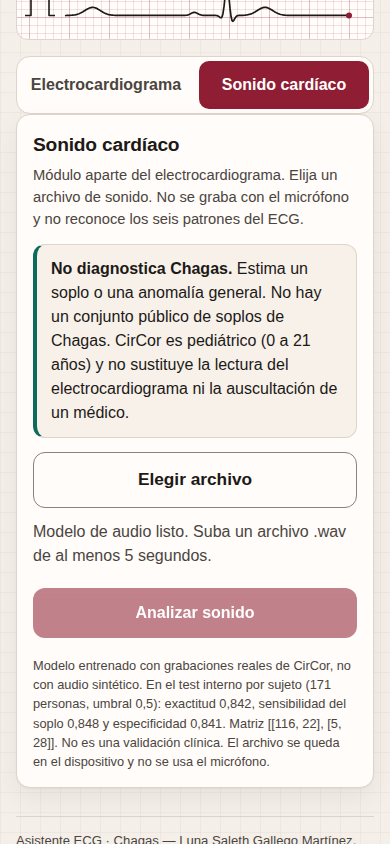 Electrocardiograma
Sonido cardíaco
Sonido cardíaco
Módulo aparte del electrocardiograma. Elija un
archivo de sonido. No se graba con el micrófono
y no reconoce los seis patrones del ECG.
No diagnostica Chagas. Estima un
soplo o una anomalía general. No hay
un conjunto público de soplos de
Chagas. CirCor es pediátrico (0 a 21
años) y no sustituye la lectura del
electrocardiograma ni la auscultación de
un médico.
Elegir archivo
Modelo de audio listo. Suba un archivo .wav
de al menos 5 segundos.
Analizar sonido
Modelo entrenado con grabaciones reales de CirCor, no
con audio sintético. En el test interno por sujeto (171
personas, umbral 0,5): exactitud 0,842, sensibilidad del
soplo 0,848 y especificidad 0,841. Matriz [[116, 22], [5,
28]]. No es una validación clínica. El archivo se queda
en el dispositivo y no se usa el micrófono.
Asistente ECG · Chagas — Luna Saleth Gallego Martínez.